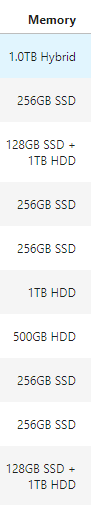 Memory
1.0TB Hybrid
256GB SSD
128GB SSD +
1TB HDD
256GB SSD
256GB SSD
1TB HDD
500GB HDD
256GB SSD
256GB SSD
128GB SSD +
1TB HDD